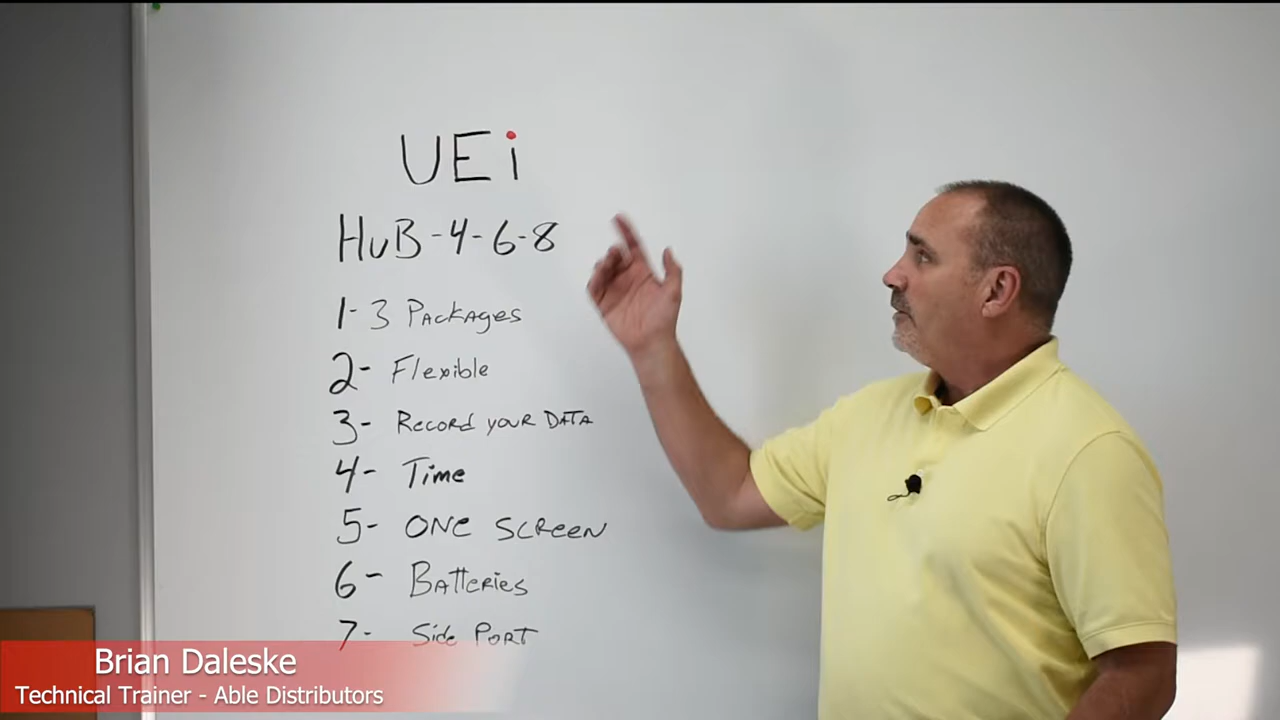 UEi
HuB-4-6-8
1- 3 Packages
2- Flexible
3- Record your DATA
4- Time
5- ONe SCReeN
6- Batteries
7- Side Port
Brian Daleske
Technical Trainer - Able Distributors